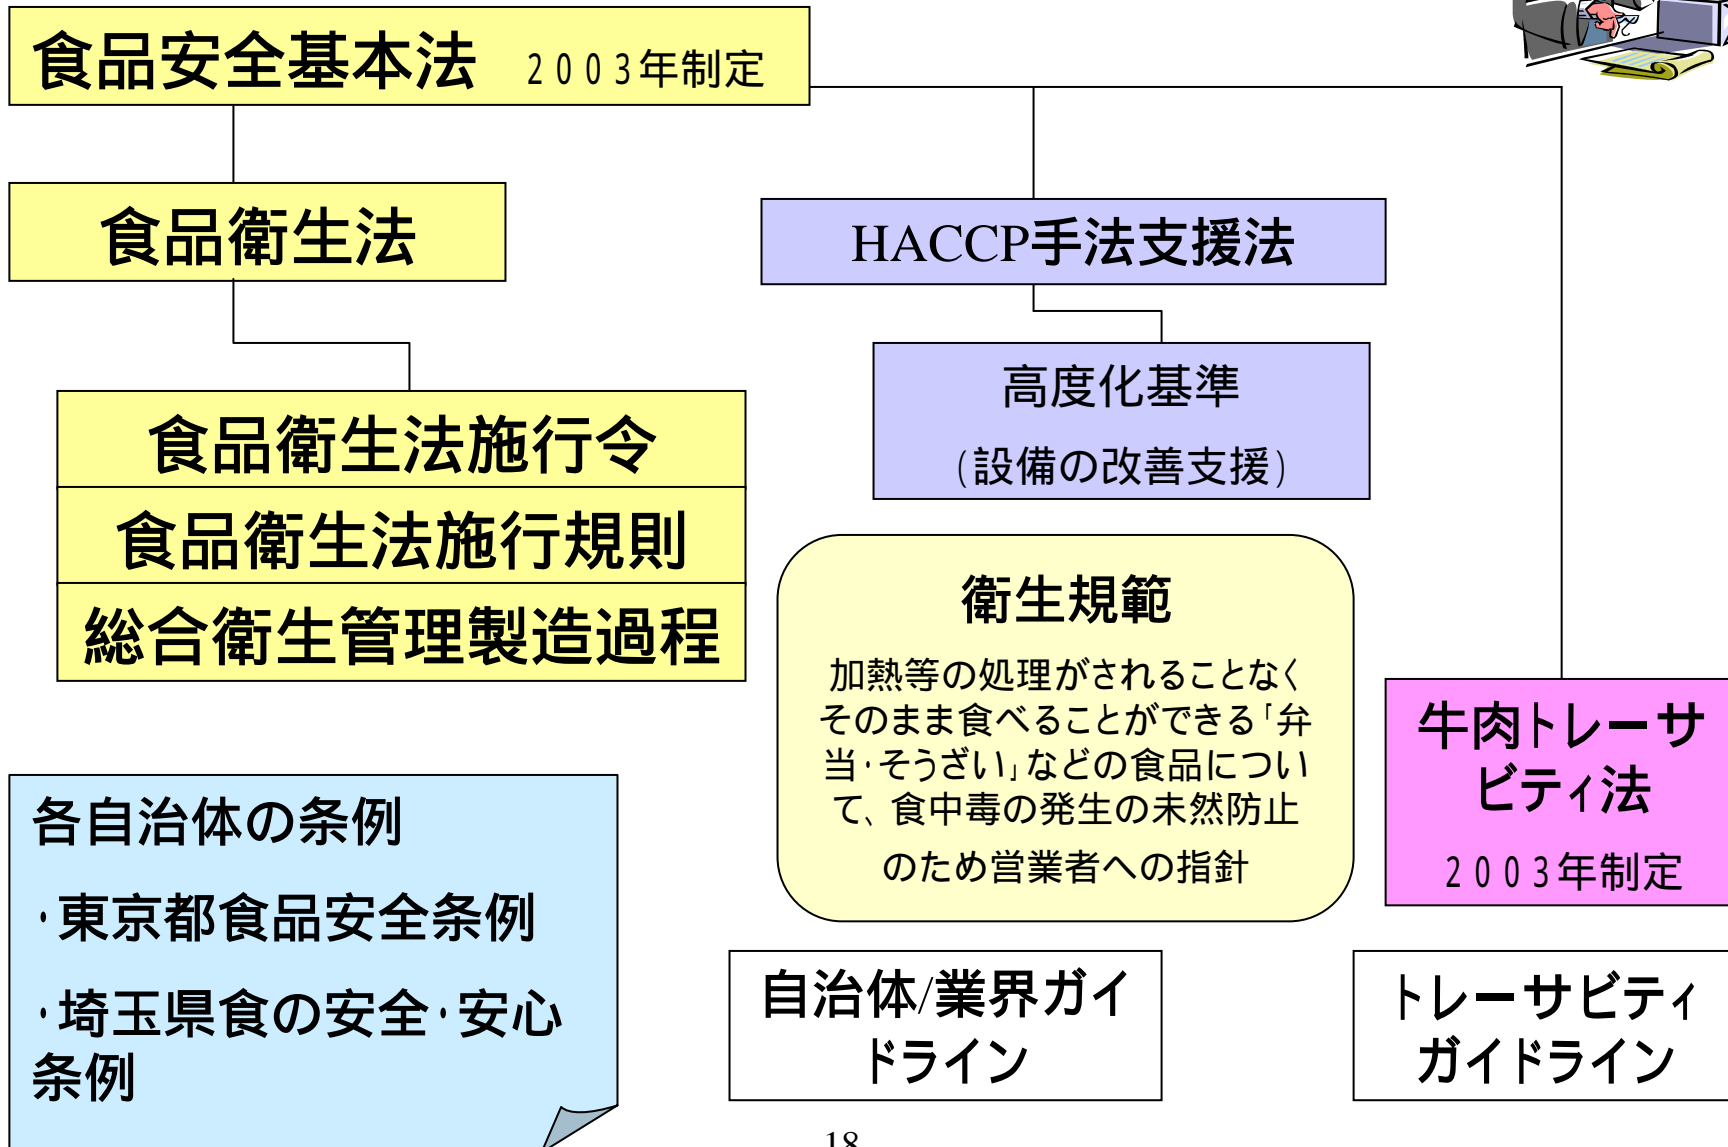 食品安全基本法 2003年制定
食品衛生法
HACCP手法支援法
高度化基準
(設備の改善支援)
食品衛生法施行令
食品衛生法施行規則
総合衛生管理製造過程
衛生規範
加熱等の処理がされることなく
そのまま食べることができる「弁
当・そうざい」などの食品につい
て、食中毒の発生の未然防止
のため営業者への指針
牛肉トレーサ
ビティ法
2003年制定
各自治体の条例
・東京都食品安全条例
・埼玉県食の安全・安心
条例
自治体/業界ガイ
ドライン
トレーサビティ
ガイドライン
18